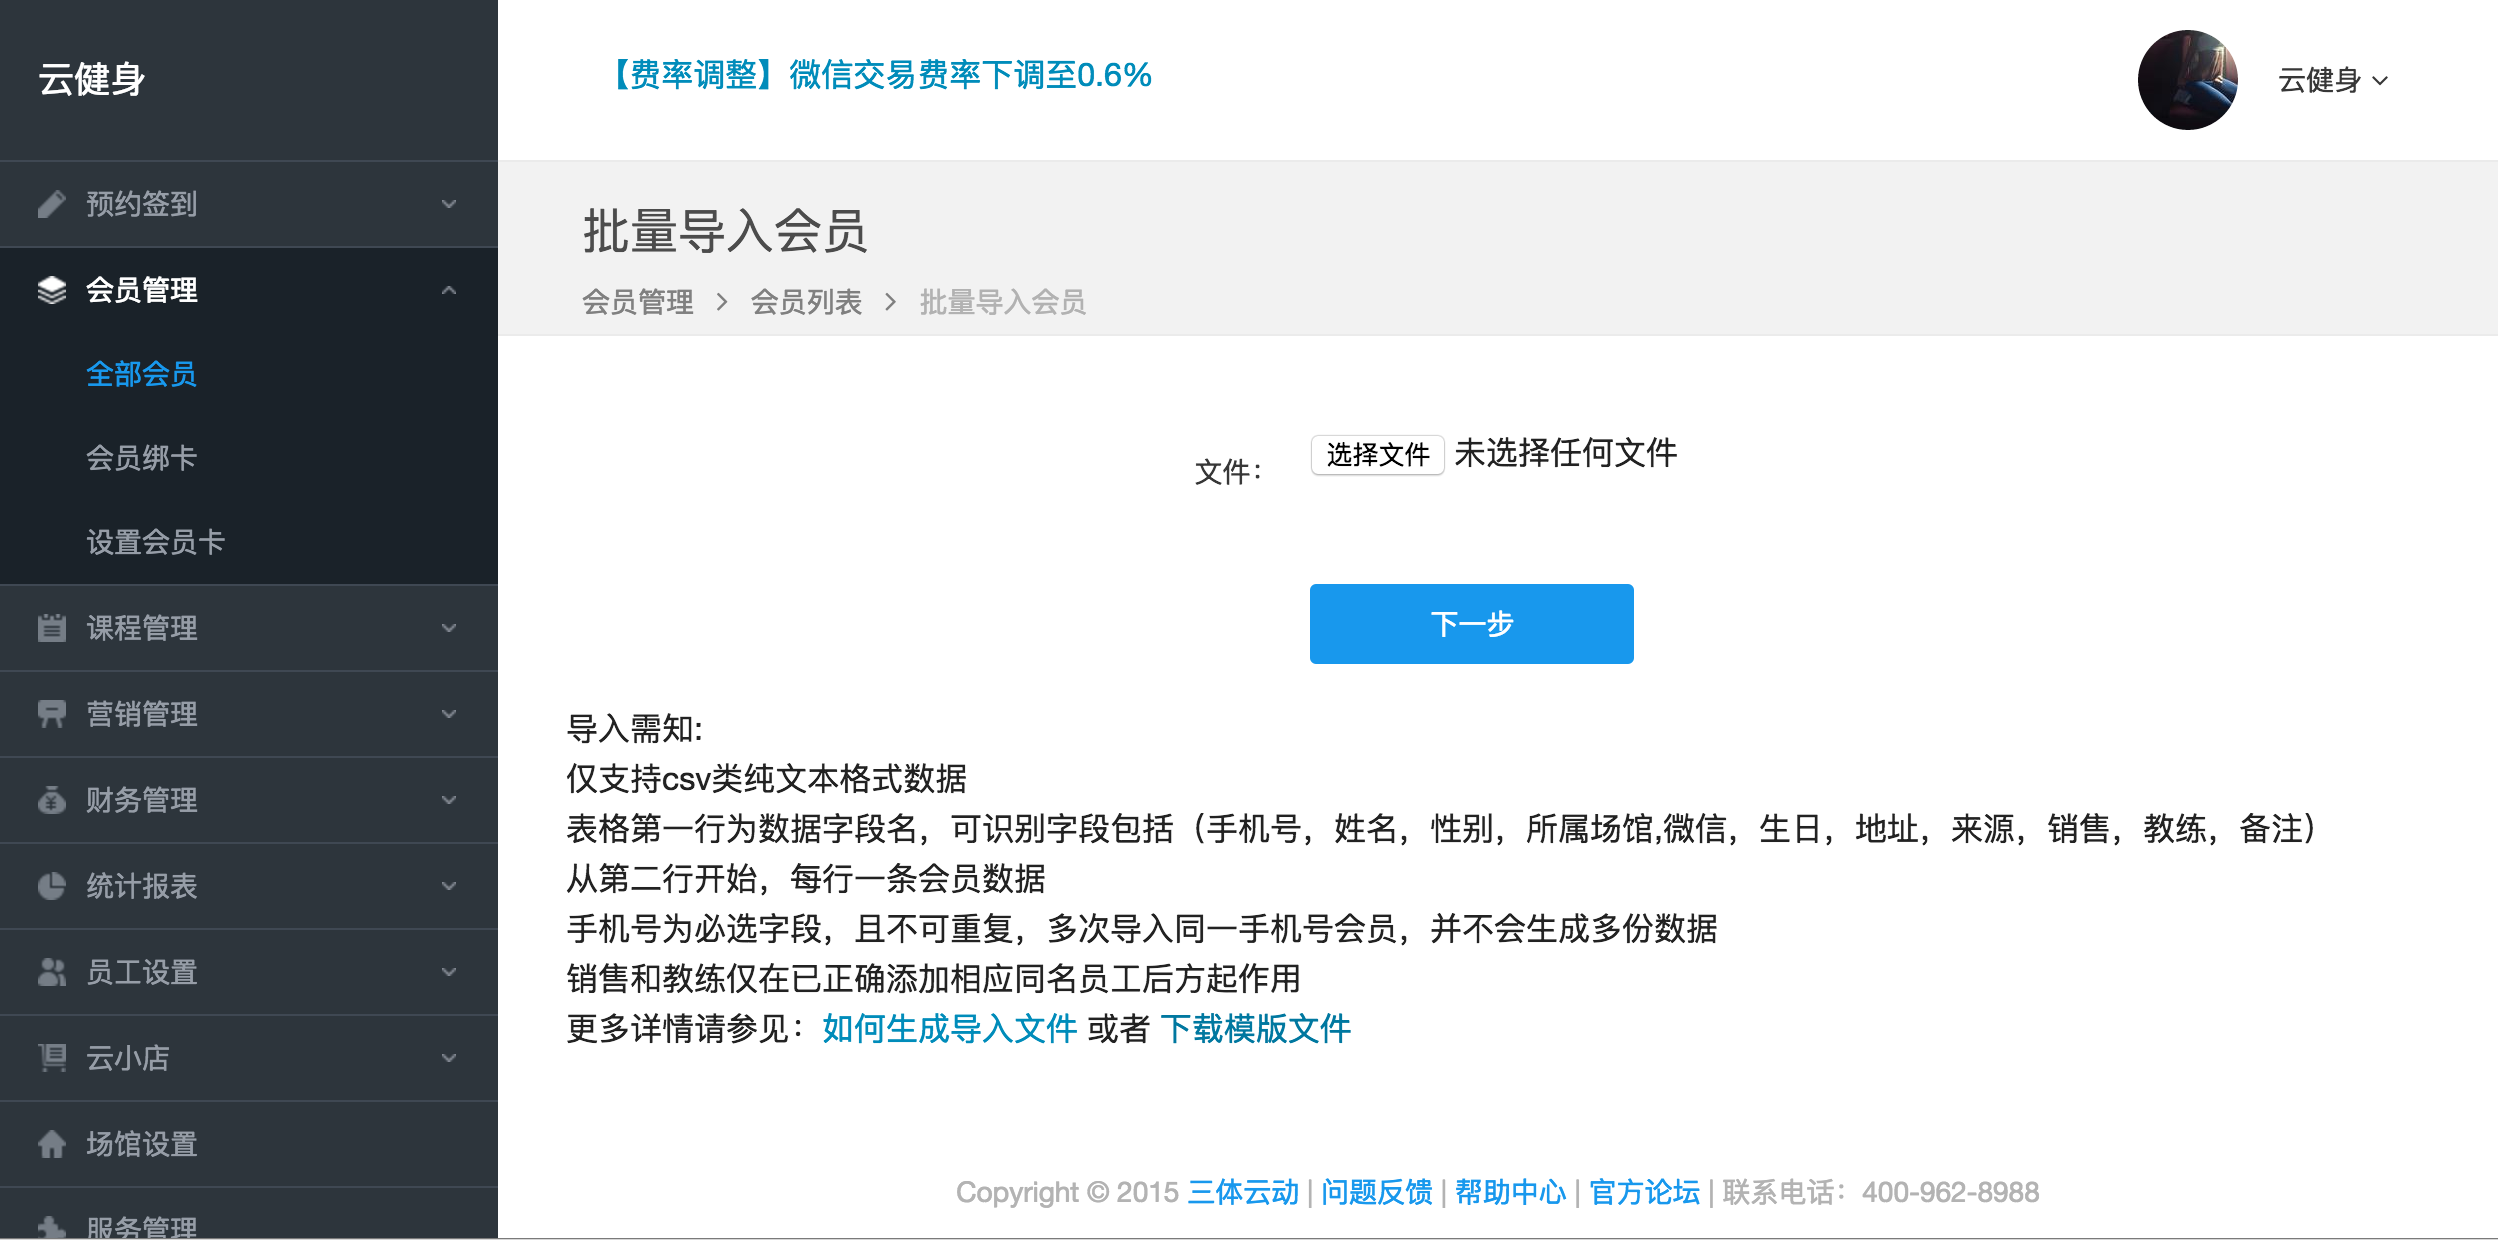 云健身
【费率调整】微信交易费率下调至0.6%
云健身
预约签到
会员管理
全部会员
会员绑卡
设置会员卡
课程管理
营销管理
财务管理
统计报表
员工设置
云小店
场馆设置
服务管理
批量导入会员
会员管理 > 会员列表 > 批量导入会员
文件：
选择文件 未选择任何文件
下一步
导入需知:
仅支持csv类纯文本格式数据
表格第一行为数据字段名，可识别字段包括（手机号，姓名，性别，所属场馆,微信，生日，地址，来源，销售，教练，备注）
从第二行开始，每行一条会员数据
手机号为必选字段，且不可重复，多次导入同一手机号会员，并不会生成多份数据
销售和教练仅在已正确添加相应同名员工后方起作用
更多详情请参见：如何生成导入文件 或者 下载模版文件
Copyright © 2015 三体云动 | 问题反馈 | 帮助中心 | 官方论坛 | 联系电话：400-962-8988